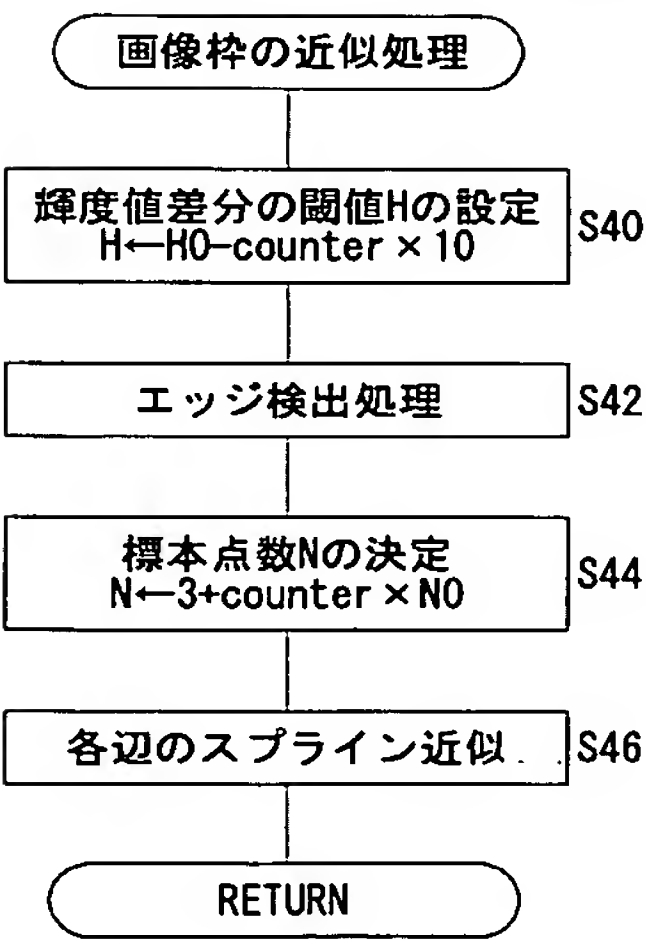 画像枠の近似処理
輝度値差分の閾値Hの設定
H←H0−counter×10
S40
エッジ検出処理
S42
標本点数Nの決定
N←3+counter×N0
S44
各辺のスプライン近似
S46
RETURN